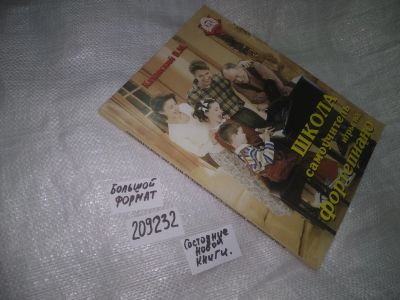 ШКОЛА
самоучитель
игры на
фортепиано
БОЛЬШОЙ
ФОРМАТ
209232
Состояние
новой
книги.